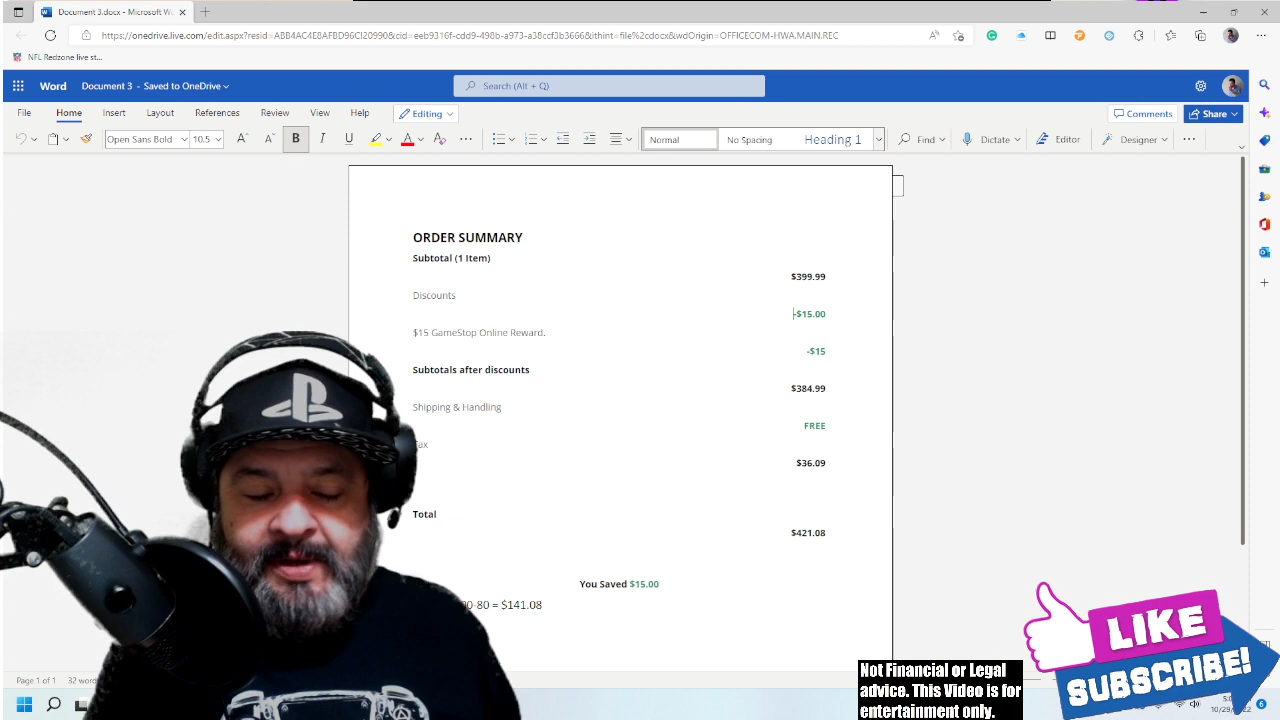 Document 3.docx - Microsoft W
https://onedrive.live.com/edit.aspx?resid=ABB4AC4E8AFBD96C!20990&cid=eeb9316f-cdd9-498b-a973-a38ccf3b3666&ithint=file%2cdocx&wdOrigin=OFFICECOM-HWA.MAIN.REC
NFL Redzone live st...
Word Document 3 - Saved to OneDrive Search (Alt + Q)
File Home Insert Layout References Review View Help Editing Comments Share
Open Sans Bold 10.5 B I U A Normal No Spacing Heading 1 Find Dictate Editor Designer
ORDER SUMMARY
Subtotal (1 Item)
$399.99
Discounts
-$15.00
$15 GameStop Online Reward.
-$15
Subtotals after discounts
$384.99
Shipping & Handling
FREE
$36.09
Total
$421.08
You Saved $15.00
-80 = $141.08
LIKE
SUBSCRIBE!
Not Financial or Legal
advice. This Video is for
entertainment only.
Page 1 of 1 32